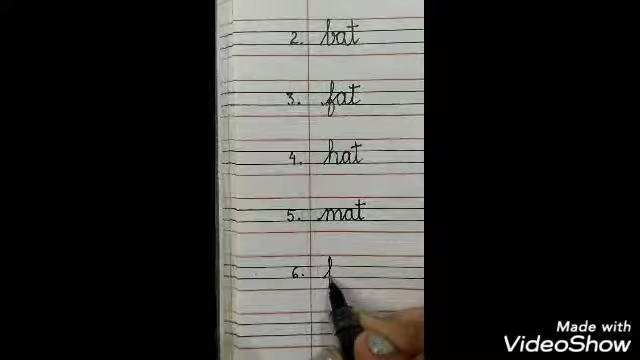 2. bat
3. fat
4. hat
5. mat
6.
Made with
VideoShow